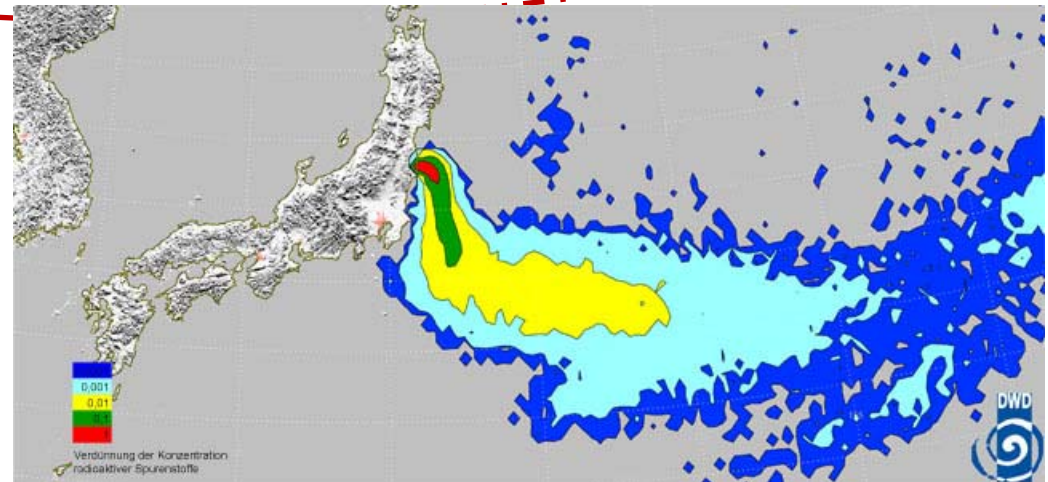 0,001
0,01
0,1
Verdünnung der Konzentration
radioaktiver Spurenstoffe
DWD